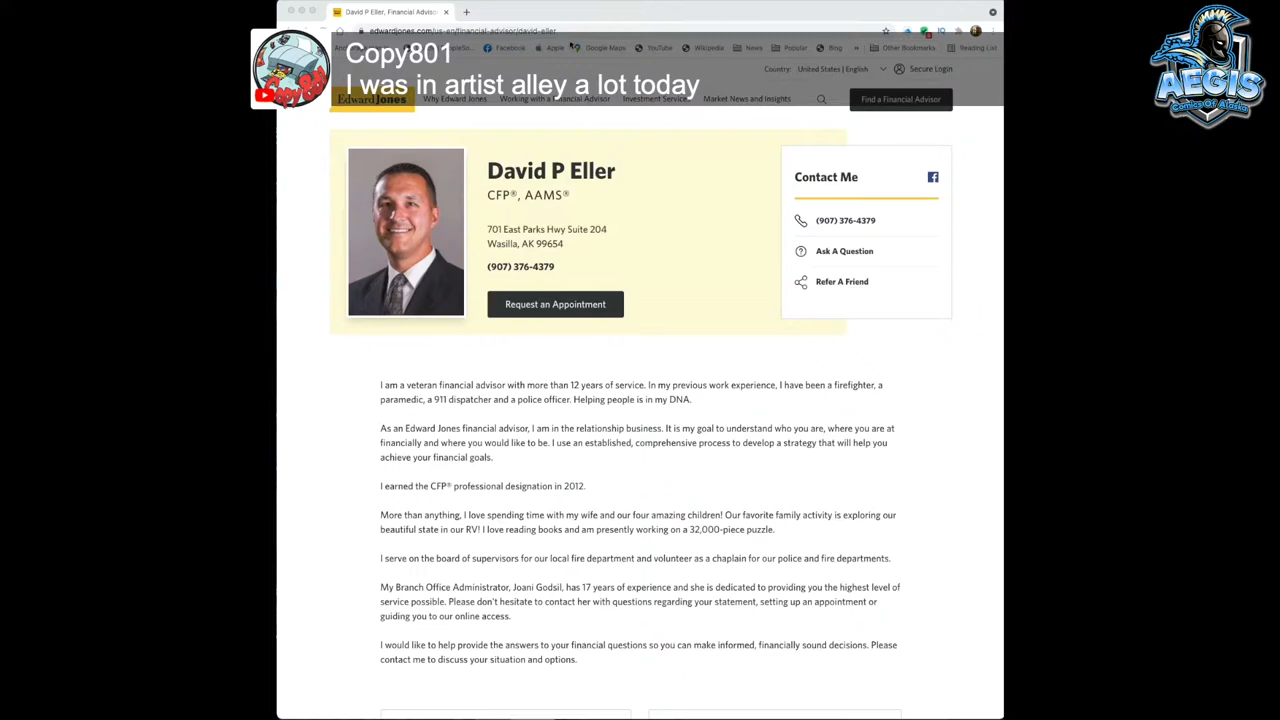 David P Eller, Financial Advisor
edwardjones.com/us-en/financial-advisor/david-eller
Facebook
Apple
Google Maps
YouTube
Wikipedia
News
Popular
Bing
»
Other Bookmarks
Reading List
Copy801
I was in artist alley a lot today
CopyBoi
AEGIS
Comics Of Alaska
Country: United States | English
Secure Login
Edward Jones
Why Edward Jones
Working with a Financial Advisor
Investment Services
Market News and Insights
Find a Financial Advisor
David P Eller
CFP®, AAMS®
701 East Parks Hwy Suite 204
Wasilla, AK 99654
(907) 376-4379
Request an Appointment
Contact Me
(907) 376-4379
Ask A Question
Refer A Friend
I am a veteran financial advisor with more than 12 years of service. In my previous work experience, I have been a firefighter, a
paramedic, a 911 dispatcher and a police officer. Helping people is in my DNA.
As an Edward Jones financial advisor, I am in the relationship business. It is my goal to understand who you are, where you are at
financially and where you would like to be. I use an established, comprehensive process to develop a strategy that will help you
achieve your financial goals.
I earned the CFP® professional designation in 2012.
More than anything, I love spending time with my wife and our four amazing children! Our favorite family activity is exploring our
beautiful state in our RV! I love reading books and am presently working on a 32,000-piece puzzle.
I serve on the board of supervisors for our local fire department and volunteer as a chaplain for our police and fire departments.
My Branch Office Administrator, Joani Godsil, has 17 years of experience and she is dedicated to providing you the highest level of
service possible. Please don't hesitate to contact her with questions regarding your statement, setting up an appointment or
guiding you to our online access.
I would like to help provide the answers to your financial questions so you can make informed, financially sound decisions. Please
contact me to discuss your situation and options.